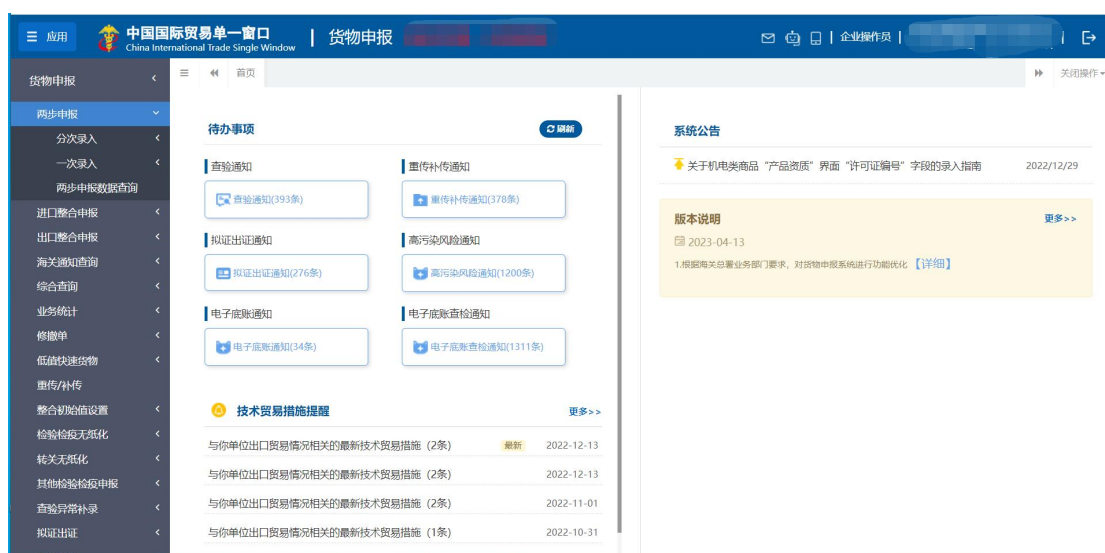 应用
中国国际贸易单一窗口
China International Trade Single Window
货物申报
企业操作员
货物申报
首页
关闭操作
两步申报
分次录入
一次录入
两步申报数据查询
进口整合申报
出口整合申报
海关通知查询
综合查询
业务统计
修撤单
低值快速货物
重传/补传
整合初始值设置
检验检疫无纸化
转关无纸化
其他检验检疫申报
查验异常补录
拟证出证
待办事项
刷新
查验通知
重传补传通知
查验通知(393条)
重传补传通知(378条)
拟证出证通知
高污染风险通知
拟证出证通知(276条)
高污染风险通知(1200条)
电子底账通知
电子底账查检通知
电子底账通知(34条)
电子底账查检通知(1311条)
技术贸易措施提醒
更多>>
与你单位出口贸易情况相关的最新技术贸易措施（2条） 最新 2022-12-13
与你单位出口贸易情况相关的最新技术贸易措施（2条） 2022-12-13
与你单位出口贸易情况相关的最新技术贸易措施（2条） 2022-11-01
与你单位出口贸易情况相关的最新技术贸易措施（1条） 2022-10-31
系统公告
关于机电类商品“产品资质”界面“许可证编号”字段的录入指南 2022/12/29
版本说明
更多>>
2023-04-13
1.根据海关总署业务部门要求，对货物申报系统进行功能优化 【详细】